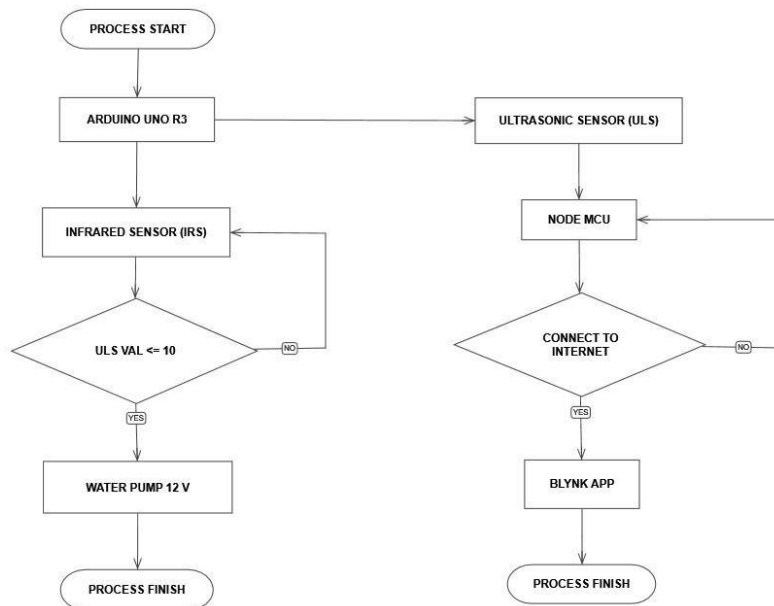 PROCESS START
ARDUINO UNO R3
ULTRASONIC SENSOR (ULS)
INFRARED SENSOR (IRS)
NODE MCU
ULS VAL <= 10
NO
CONNECT TO
INTERNET
NO
YES
YES
WATER PUMP 12 V
BLYNK APP
PROCESS FINISH
PROCESS FINISH